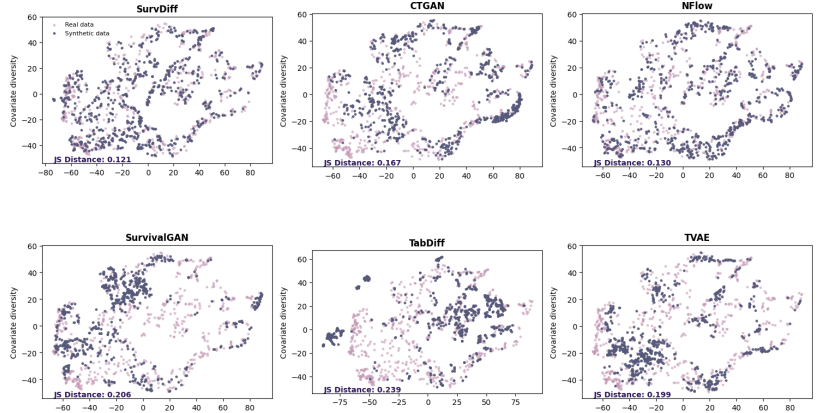 SurvDiff
Real data
Synthetic data
Covariate diversity
60
40
20
0
−20
−40
−80 −60 −40 −20 0 20 40 60 80
JS Distance: 0.121
CTGAN
Covariate diversity
60
40
20
0
−20
−40
−60 −40 −20 0 20 40 60 80
JS Distance: 0.167
NFlow
Covariate diversity
60
40
20
0
−20
−40
−60 −40 −20 0 20 40 60 80
JS Distance: 0.130
SurvivalGAN
Covariate diversity
60
40
20
0
−20
−40
−60 −40 −20 0 20 40 60 80
JS Distance: 0.206
TabDiff
Covariate diversity
60
40
20
0
−20
−40
−75 −50 −25 0 25 50 75
JS Distance: 0.239
TVAE
Covariate diversity
60
40
20
0
−20
−40
−60 −40 −20 0 20 40 60 80
JS Distance: 0.199